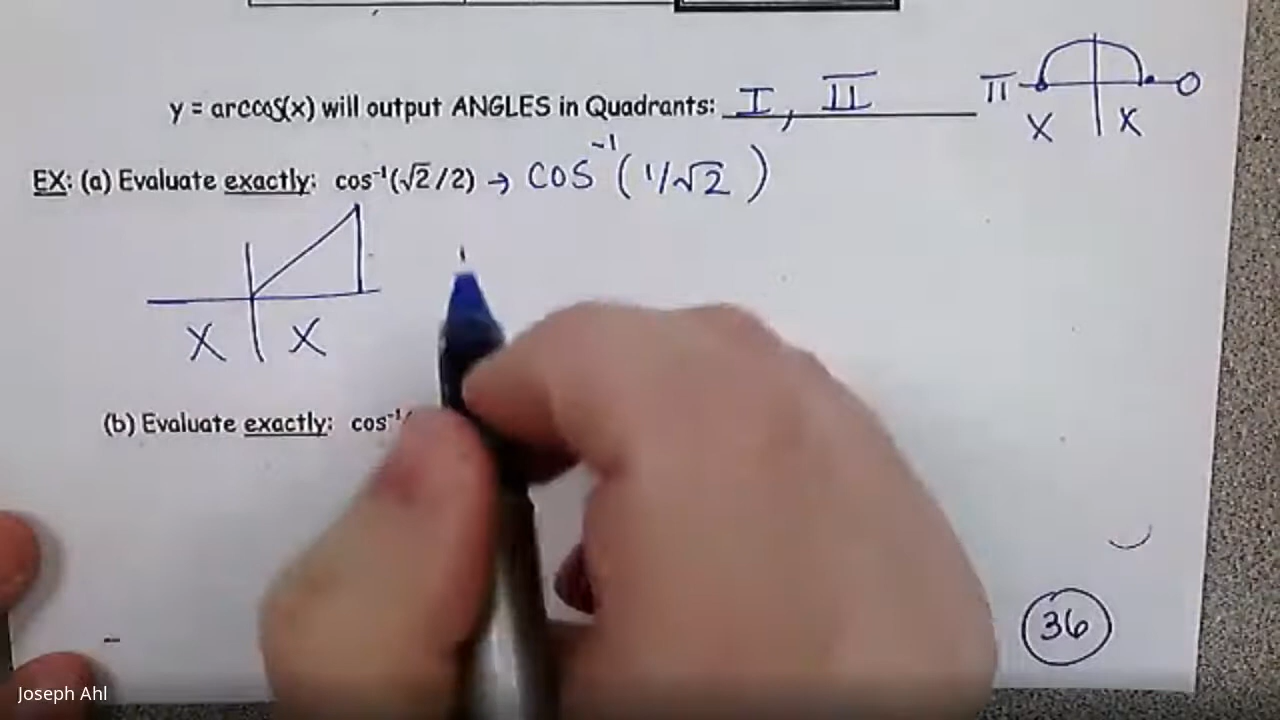 y = arccos(x) will output ANGLES in Quadrants: I, II
π 0
X X
EX: (a) Evaluate exactly: cos⁻¹(√2/2) → COS⁻¹(1/√2)
X X
(b) Evaluate exactly: cos⁻¹(
36
Joseph Ahl